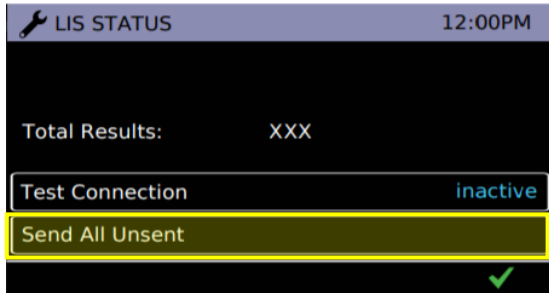 LIS STATUS 12:00PM
Total Results: XXX
Test Connection inactive
Send All Unsent